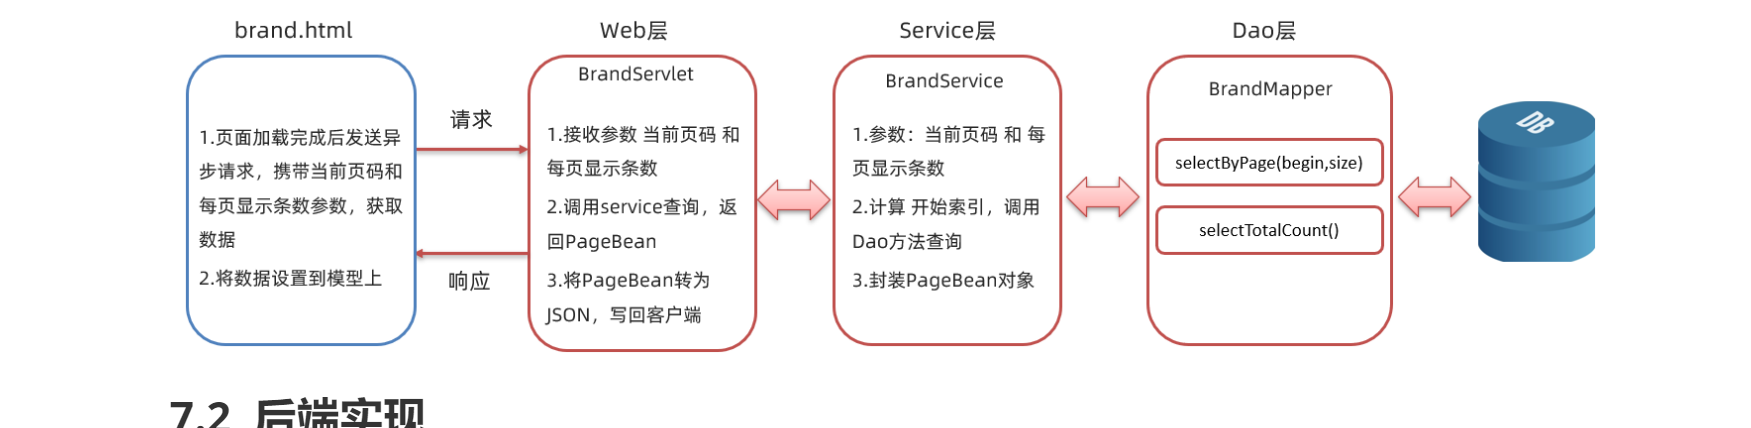 brand.html
1.页面加载完成后发送异
步请求，携带当前页码和
每页显示条数参数，获取
数据
2.将数据设置到模型上
请求
响应
Web层
BrandServlet
1.接收参数 当前页码 和
每页显示条数
2.调用service查询，返
回PageBean
3.将PageBean转为
JSON，写回客户端
Service层
BrandService
1.参数：当前页码 和 每
页显示条数
2.计算 开始索引，调用
Dao方法查询
3.封装PageBean对象
Dao层
BrandMapper
selectByPage(begin,size)
selectTotalCount()
DB
7.2 后端实现